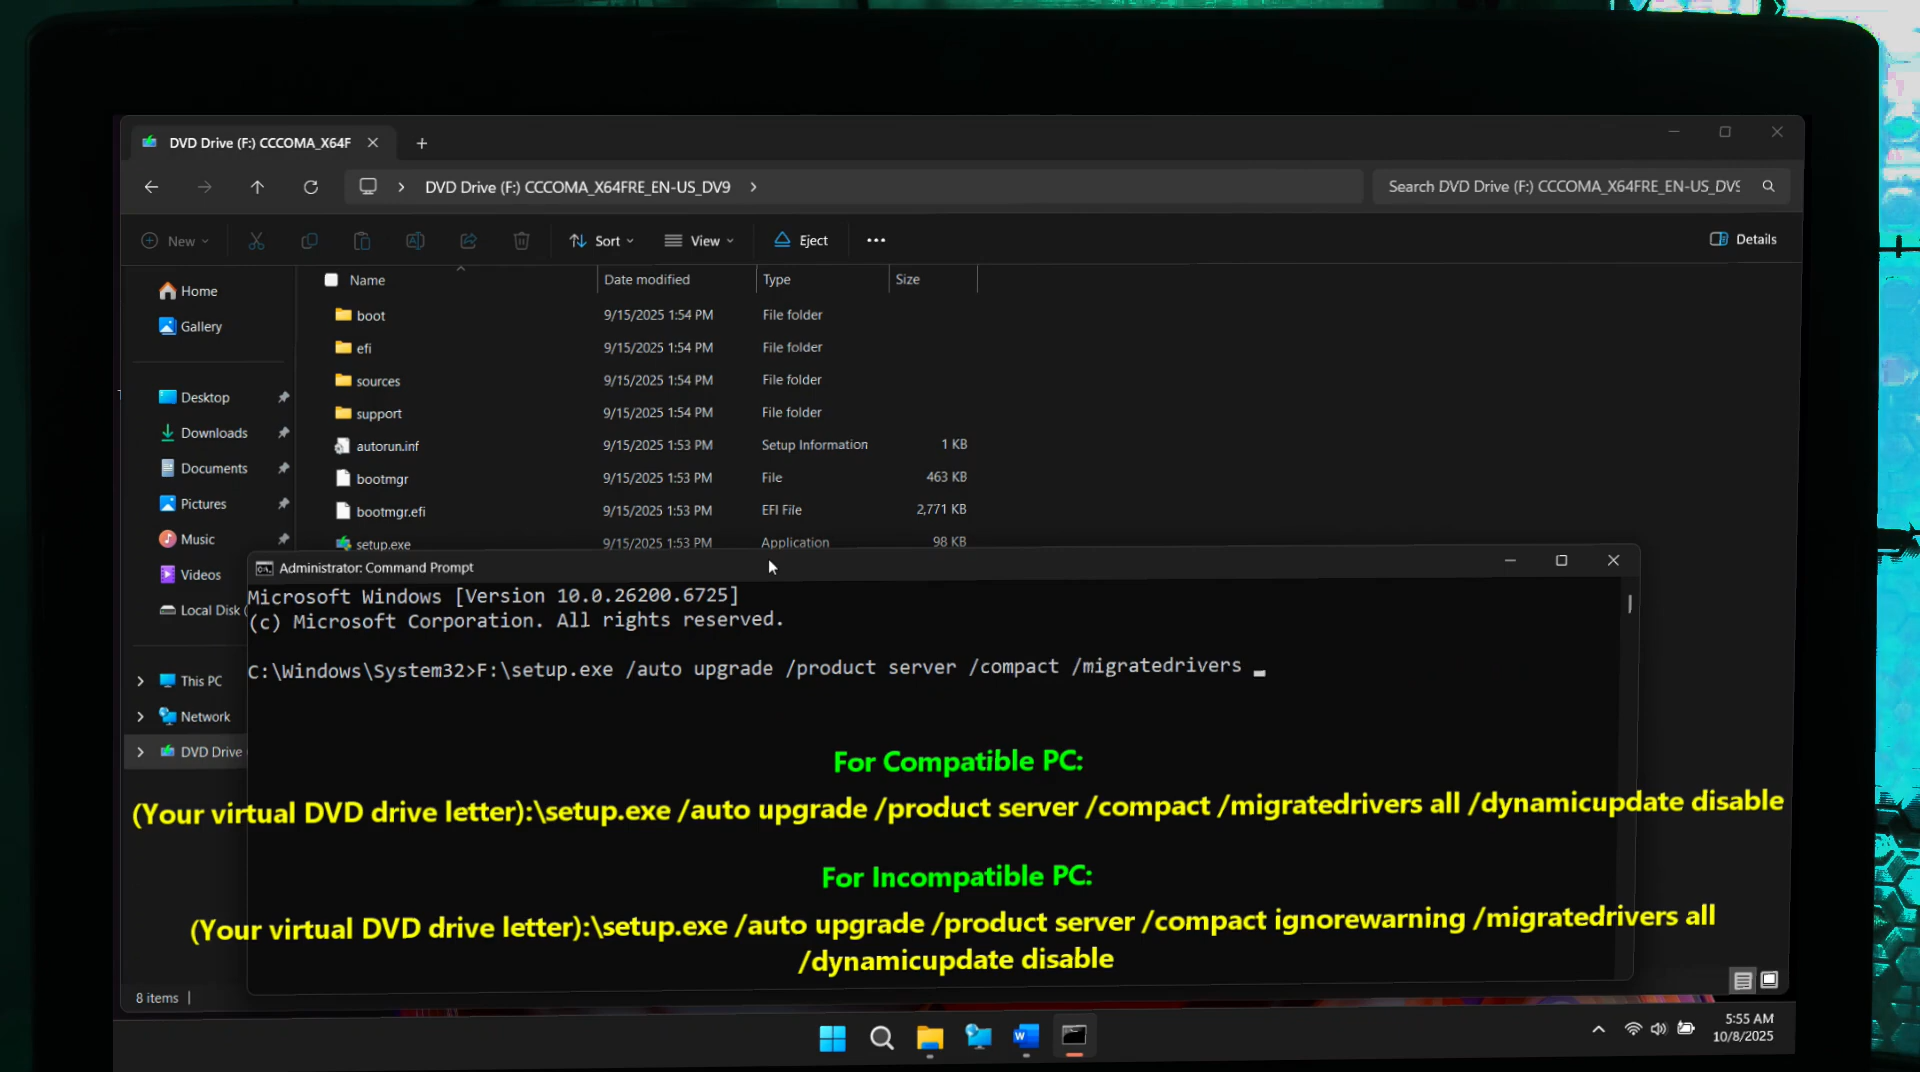 DVD Drive (F:) CCCOMA_X64F
DVD Drive (F:) CCCOMA_X64FRE_EN-US_DV9
Search DVD Drive (F:) CCCOMA_X64FRE_EN-US_DV9
New
Sort
View
Eject
Details
Name Date modified Type Size
Home
Gallery
Desktop
Downloads
Documents
Pictures
Music
Videos
Local Disk (
This PC
Network
DVD Drive
boot 9/15/2025 1:54 PM File folder
efi 9/15/2025 1:54 PM File folder
sources 9/15/2025 1:54 PM File folder
support 9/15/2025 1:54 PM File folder
autorun.inf 9/15/2025 1:53 PM Setup Information 1 KB
bootmgr 9/15/2025 1:53 PM File 463 KB
bootmgr.efi 9/15/2025 1:53 PM EFI File 2,771 KB
setup.exe 9/15/2025 1:53 PM Application 98 KB
Administrator: Command Prompt
Microsoft Windows [Version 10.0.26200.6725]
(c) Microsoft Corporation. All rights reserved.
C:\Windows\System32>F:\setup.exe /auto upgrade /product server /compact /migratedrivers
For Compatible PC:
(Your virtual DVD drive letter):\setup.exe /auto upgrade /product server /compact /migratedrivers all /dynamicupdate disable
For Incompatible PC:
(Your virtual DVD drive letter):\setup.exe /auto upgrade /product server /compact ignorewarning /migratedrivers all
/dynamicupdate disable
8 items
5:55 AM
10/8/2025